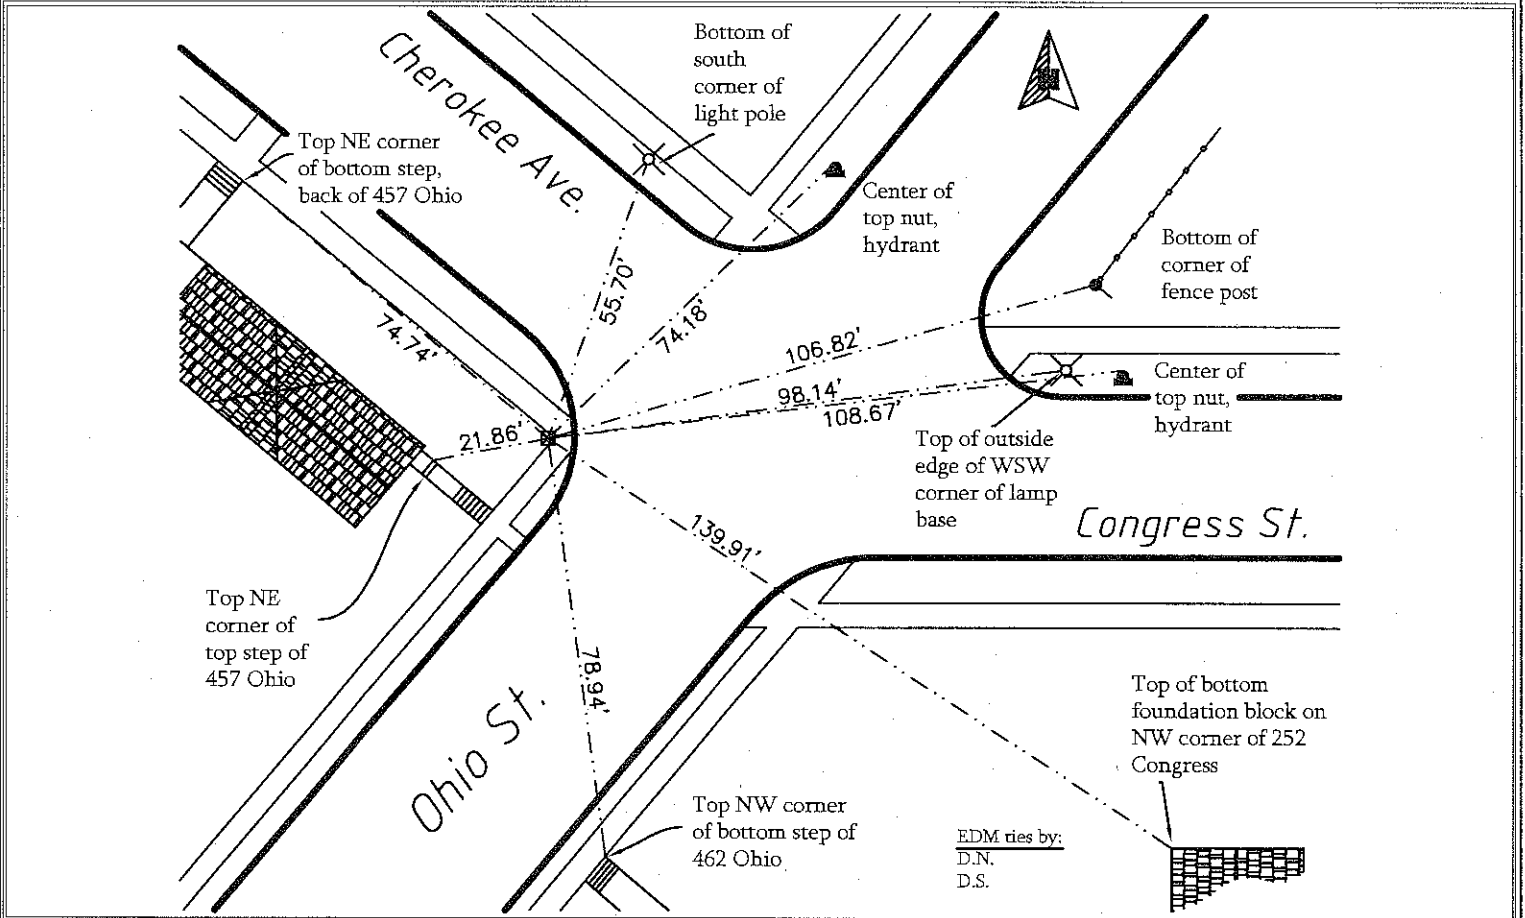 Cherokee Ave.
Bottom of
south
corner of
light pole
Top NE corner
of bottom step,
back of 457 Ohio
Center of
top nut,
hydrant
Bottom of
corner of
fence post
55.70'
74.18'
74.74'
106.82'
98.14'
108.67'
21.86'
Center of
top nut,
hydrant
Top of outside
edge of WSW
corner of lamp
base
Congress St.
139.91'
Top NE
corner of
top step of
457 Ohio
78.94'
Ohio St.
Top of bottom
foundation block on
NW corner of 252
Congress
Top NW corner
of bottom step of
462 Ohio
EDM ties by:
D.N.
D.S.